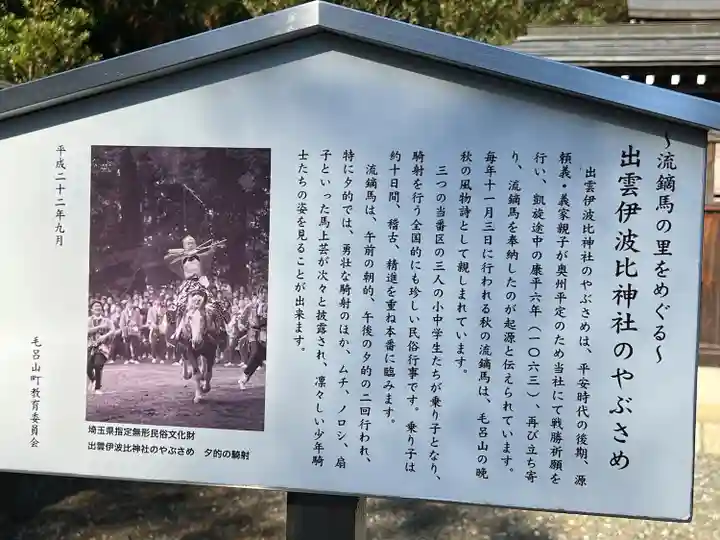 ～流鏑馬の里をめぐる～
出雲伊波比神社のやぶさめ
出雲伊波比神社のやぶさめは、平安時代の後期、源
頼義・義家親子が奥州平定のため当社にて戦勝祈願を
行い、凱旋途中の康平六年（一〇六三）、再び立ち寄
り、流鏑馬を奉納したのが起源と伝えられています。
毎年十一月三日に行われる秋の流鏑馬は、毛呂山の晩
秋の風物詩として親しまれています。
三つの当番区の三人の小中学生たちが乗り子となり、
騎射を行う全国的にも珍しい民俗行事です。乗り子は
約十日間、稽古、精進を重ね本番に臨みます。
流鏑馬は、午前の朝的、午後の夕的の二回行われ、
特に夕的では、勇壮な騎射のほか、ムチ、ノロシ、扇
子といった馬上芸が次々と披露され、凛々しい少年騎
士たちの姿を見ることが出来ます。
埼玉県指定無形民俗文化財
出雲伊波比神社のやぶさめ　夕的の騎射
平成二十二年九月
毛呂山町教育委員会